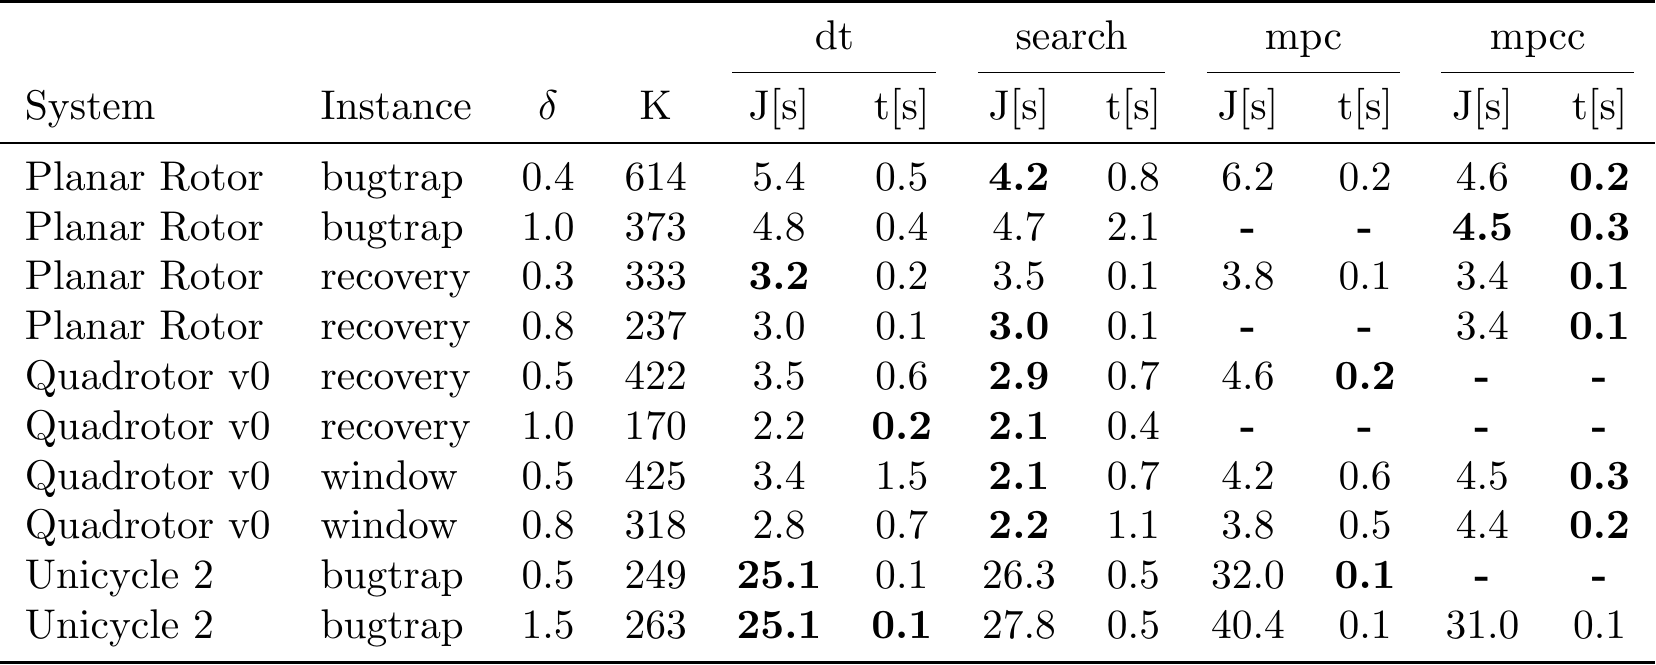 dt search mpc mpcc
System Instance δ K J[s] t[s] J[s] t[s] J[s] t[s] J[s] t[s]
Planar Rotor bugtrap 0.4 614 5.4 0.5 4.2 0.8 6.2 0.2 4.6 0.2
Planar Rotor bugtrap 1.0 373 4.8 0.4 4.7 2.1 - - 4.5 0.3
Planar Rotor recovery 0.3 333 3.2 0.2 3.5 0.1 3.8 0.1 3.4 0.1
Planar Rotor recovery 0.8 237 3.0 0.1 3.0 0.1 - - 3.4 0.1
Quadrotor v0 recovery 0.5 422 3.5 0.6 2.9 0.7 4.6 0.2 - -
Quadrotor v0 recovery 1.0 170 2.2 0.2 2.1 0.4 - - - -
Quadrotor v0 window 0.5 425 3.4 1.5 2.1 0.7 4.2 0.6 4.5 0.3
Quadrotor v0 window 0.8 318 2.8 0.7 2.2 1.1 3.8 0.5 4.4 0.2
Unicycle 2 bugtrap 0.5 249 25.1 0.1 26.3 0.5 32.0 0.1 - -
Unicycle 2 bugtrap 1.5 263 25.1 0.1 27.8 0.5 40.4 0.1 31.0 0.1